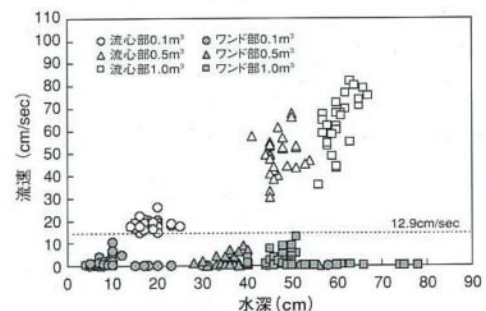 110
100
90
80
70
60
50
40
30
20
10
0
流速 (cm/sec)
○流心部0.1m³ ●ワンド部0.1m³
△流心部0.5m³ ▲ワンド部0.5m³
□流心部1.0m³ ■ワンド部1.0m³
12.9cm/sec
0 10 20 30 40 50 60 70 80 90
水深(cm)